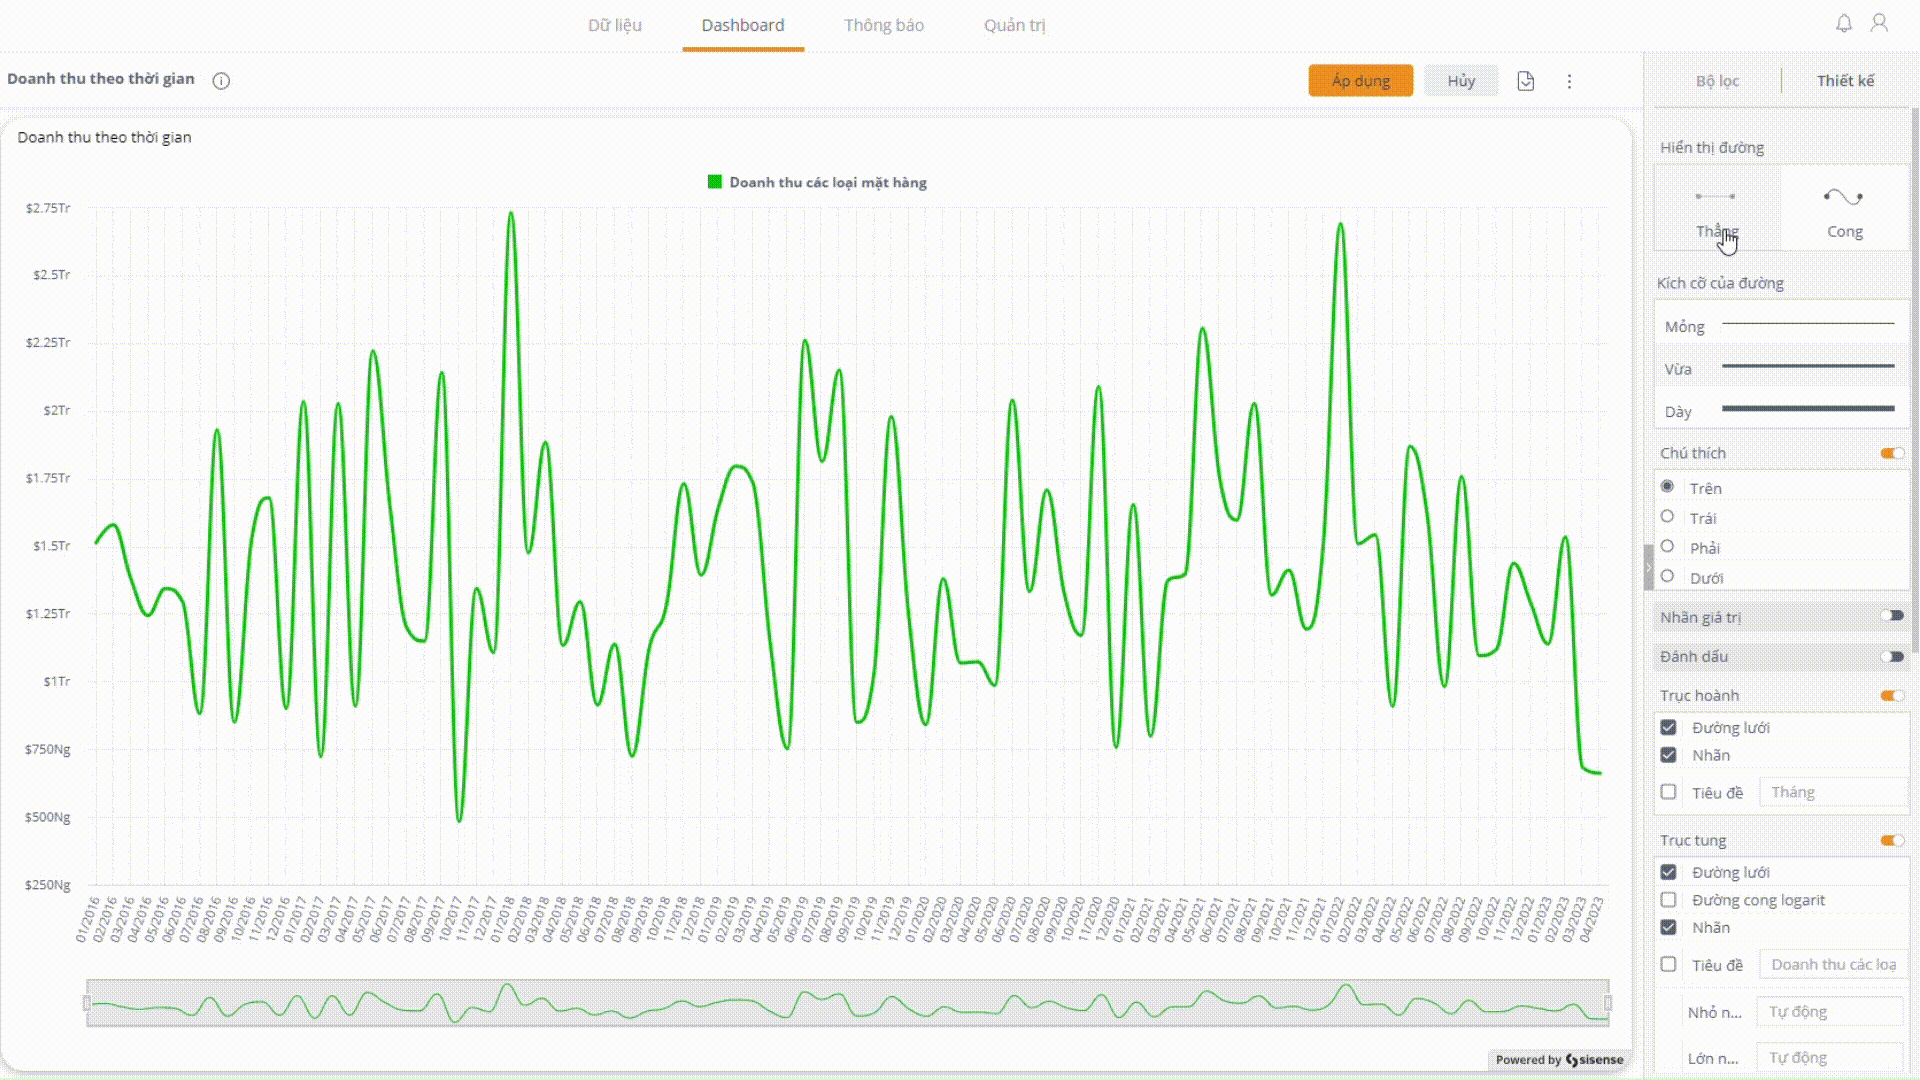 Dữ liệu
Dashboard
Thông báo
Quản trị
Doanh thu theo thời gian
Áp dụng
Hủy
Bộ lọc
Thiết kế
Doanh thu theo thời gian
Doanh thu các loại mặt hàng
$2.75Tr
$2.5Tr
$2.25Tr
$2Tr
$1.75Tr
$1.5Tr
$1.25Tr
$1Tr
$750Ng
$500Ng
$250Ng
01/2016
02/2016
03/2016
04/2016
05/2016
06/2016
07/2016
08/2016
09/2016
10/2016
11/2016
12/2016
01/2017
02/2017
03/2017
04/2017
05/2017
06/2017
07/2017
08/2017
09/2017
10/2017
11/2017
12/2017
01/2018
02/2018
03/2018
04/2018
05/2018
06/2018
07/2018
08/2018
09/2018
10/2018
11/2018
12/2018
01/2019
02/2019
03/2019
04/2019
05/2019
06/2019
07/2019
08/2019
09/2019
10/2019
11/2019
12/2019
01/2020
02/2020
03/2020
04/2020
05/2020
06/2020
07/2020
08/2020
09/2020
10/2020
11/2020
12/2020
01/2021
02/2021
03/2021
04/2021
05/2021
06/2021
07/2021
08/2021
09/2021
10/2021
11/2021
12/2021
01/2022
02/2022
03/2022
04/2022
05/2022
06/2022
07/2022
08/2022
09/2022
10/2022
11/2022
12/2022
01/2023
02/2023
03/2023
04/2023
Powered by sisense
Hiển thị đường
Thẳng
Cong
Kích cỡ của đường
Mỏng
Vừa
Dày
Chú thích
Trên
Trái
Phải
Dưới
Nhãn giá trị
Đánh dấu
Trục hoành
Đường lưới
Nhãn
Tiêu đề
Tháng
Trục tung
Đường lưới
Đường cong logarit
Nhãn
Tiêu đề
Doanh thu các loạ
Nhỏ n...
Tự động
Lớn n...
Tự động